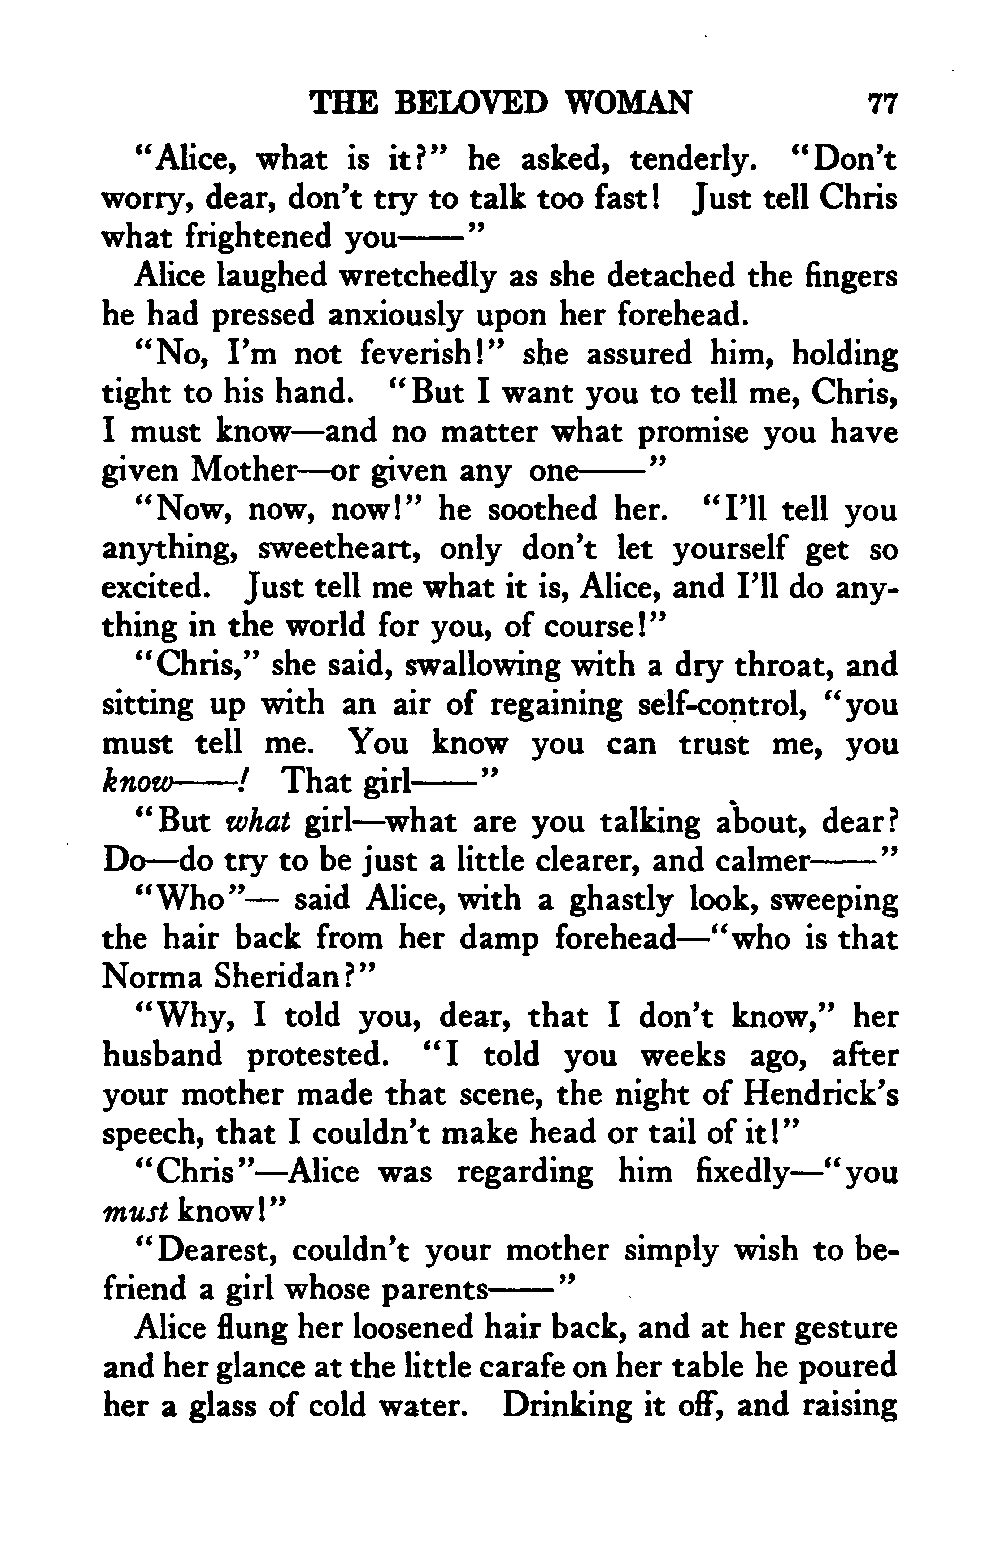 THE BELOVED WOMAN 77
“Alice, what is it?” he asked, tenderly. “Don’t
worry, dear, don’t try to talk too fast! Just tell Chris
what frightened you——”
Alice laughed wretchedly as she detached the fingers
he had pressed anxiously upon her forehead.
“No, I’m not feverish!” she assured him, holding
tight to his hand. “But I want you to tell me, Chris,
I must know—and no matter what promise you have
given Mother—or given any one——”
“Now, now, now!” he soothed her. “I’ll tell you
anything, sweetheart, only don’t let yourself get so
excited. Just tell me what it is, Alice, and I’ll do any-
thing in the world for you, of course!”
“Chris,” she said, swallowing with a dry throat, and
sitting up with an air of regaining self-control, “you
must tell me. You know you can trust me, you
know——! That girl——”
“But what girl—what are you talking about, dear?
Do—do try to be just a little clearer, and calmer——”
“Who”— said Alice, with a ghastly look, sweeping
the hair back from her damp forehead—“who is that
Norma Sheridan?”
“Why, I told you, dear, that I don’t know,” her
husband protested. “I told you weeks ago, after
your mother made that scene, the night of Hendrick’s
speech, that I couldn’t make head or tail of it!”
“Chris”—Alice was regarding him fixedly—“you
must know!”
“Dearest, couldn’t your mother simply wish to be-
friend a girl whose parents——”
Alice flung her loosened hair back, and at her gesture
and her glance at the little carafe on her table he poured
her a glass of cold water. Drinking it off, and raising